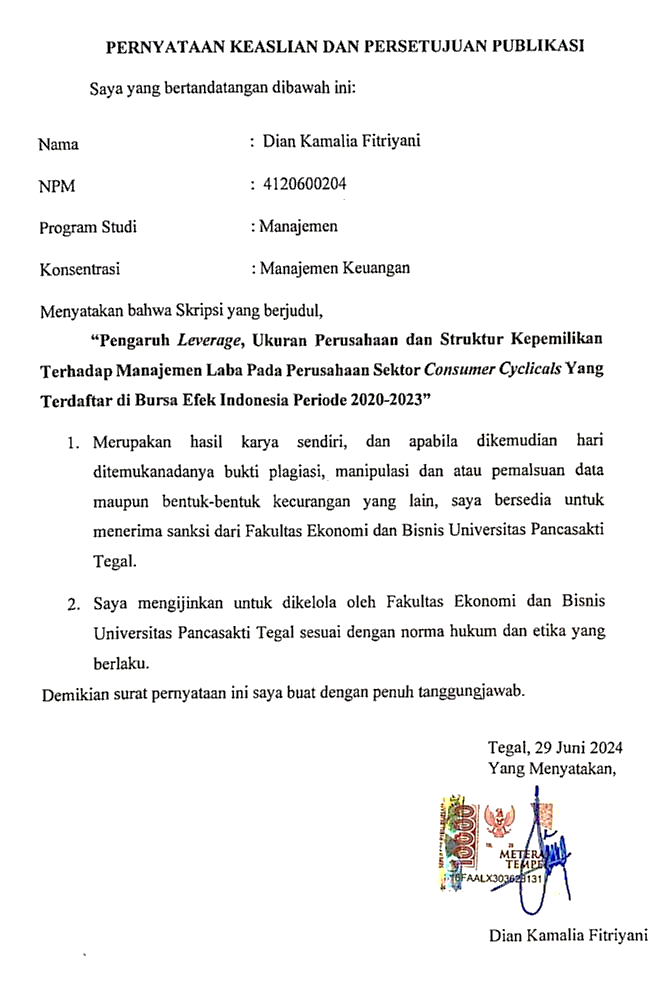 PERNYATAAN KEASLIAN DAN PERSETUJUAN PUBLIKASI
Saya yang bertandatangan dibawah ini:
Nama : Dian Kamalia Fitriyani
NPM : 4120600204
Program Studi : Manajemen
Konsentrasi : Manajemen Keuangan
Menyatakan bahwa Skripsi yang berjudul,
“Pengaruh Leverage, Ukuran Perusahaan dan Struktur Kepemilikan
Terhadap Manajemen Laba Pada Perusahaan Sektor Consumer Cyclicals Yang
Terdaftar di Bursa Efek Indonesia Periode 2020-2023”
1. Merupakan hasil karya sendiri, dan apabila dikemudian hari
ditemukanadanya bukti plagiasi, manipulasi dan atau pemalsuan data
maupun bentuk-bentuk kecurangan yang lain, saya bersedia untuk
menerima sanksi dari Fakultas Ekonomi dan Bisnis Universitas Pancasakti
Tegal.
2. Saya mengijinkan untuk dikelola oleh Fakultas Ekonomi dan Bisnis
Universitas Pancasakti Tegal sesuai dengan norma hukum dan etika yang
berlaku.
Demikian surat pernyataan ini saya buat dengan penuh tanggungjawab.
Tegal, 29 Juni 2024
Yang Menyatakan,
10000
METERA
TEMPE
Dian Kamalia Fitriyani